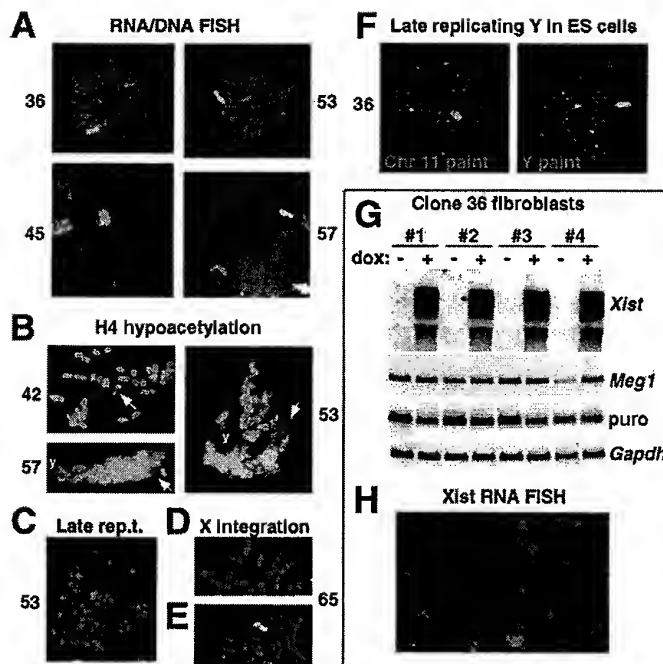 A
RNA/DNA FISH
36
53
45
57
B
H4 hypoacetylation
42
y
53
57
y
C
Late rep.t.
53
D
X integration
E
65
F
Late replicating Y in ES cells
36
Chr 11 paint
Y paint
G
Clone 36 fibroblasts
#1 #2 #3 #4
dox: - + - + - + - +
Xist
Meg1
puro
Gapdh
H
Xist RNA FISH